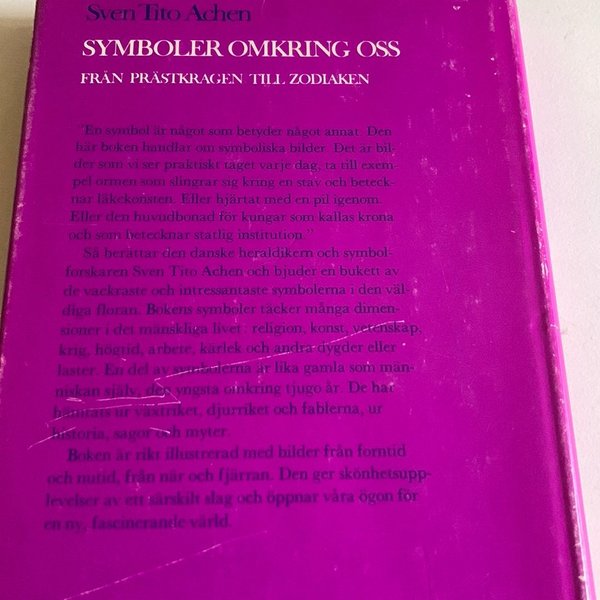 Sven Tito Achen
SYMBOLER OMKRING OSS
FRÅN PRÄSTKRAGEN TILL ZODIAKEN
"En symbol är något som betyder något annat. Den
här boken handlar om symboliska bilder. Det är bil-
der som vi ser praktiskt taget varje dag, ta till exem-
pel ormen som slingrar sig kring en stav och beteck-
nar läkekonsten. Eller hjärtat med en pil igenom.
Eller den huvudbonad för kungar som kallas krona
och som betecknar statlig institution."
Så berättar den danske heraldikern och symbol-
forskaren Sven Tito Achen och bjuder en bukett av
de vackraste och intressantaste symbolerna i den väl-
diga floran. Bokens symboler täcker många dimen-
sioner i det mänskliga livet: religion, konst, vetenskap,
krig, högtid, arbete, kärlek och andra dygder eller
laster. En del av symbolerna är lika gamla som män-
niskan själv, den yngsta omkring tjugo år. De har
hämtats ur växtriket, djurriket och fablerna, ur
historia, sagor och myter.
Boken är rikt illustrerad med bilder från forntid
och nutid, från när och fjärran. Den ger skönhetsupp-
levelser av ett särskilt slag och öppnar våra ögon för
en ny, fascinerande värld.